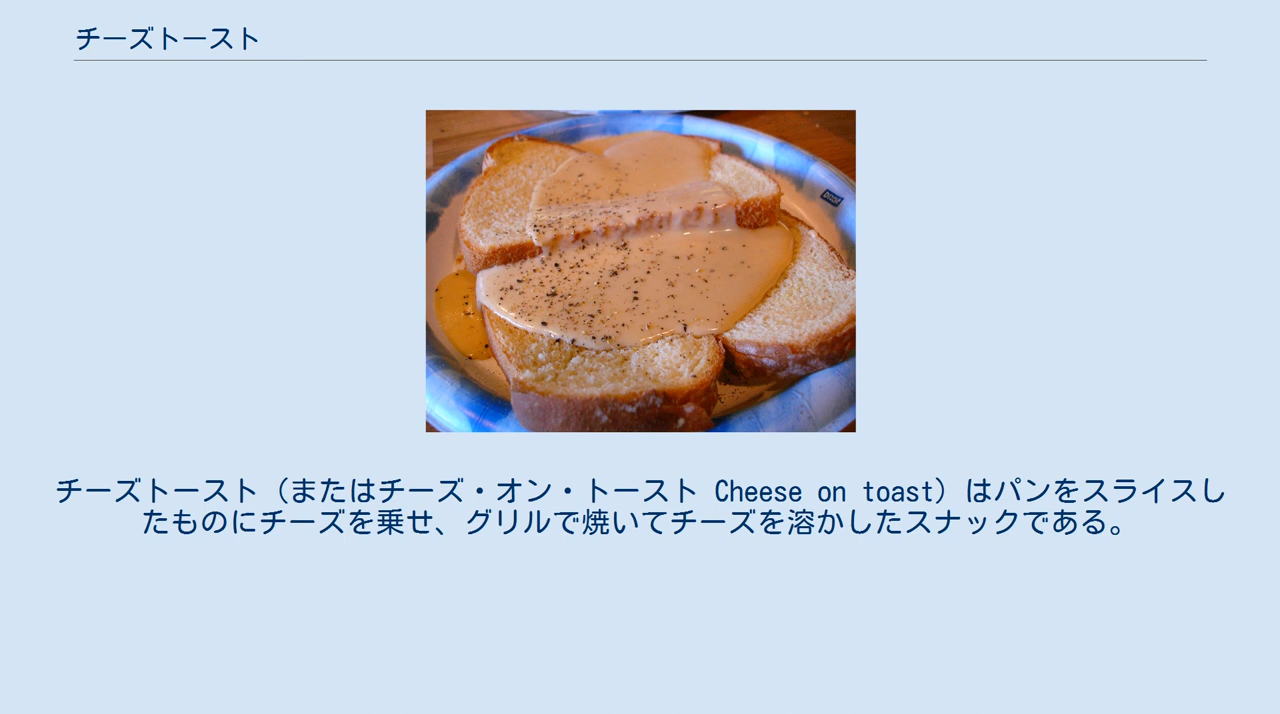 チーズトースト
チーズトースト（またはチーズ・オン・トースト Cheese on toast）はパンをスライスし
たものにチーズを乗せ、グリルで焼いてチーズを溶かしたスナックである。